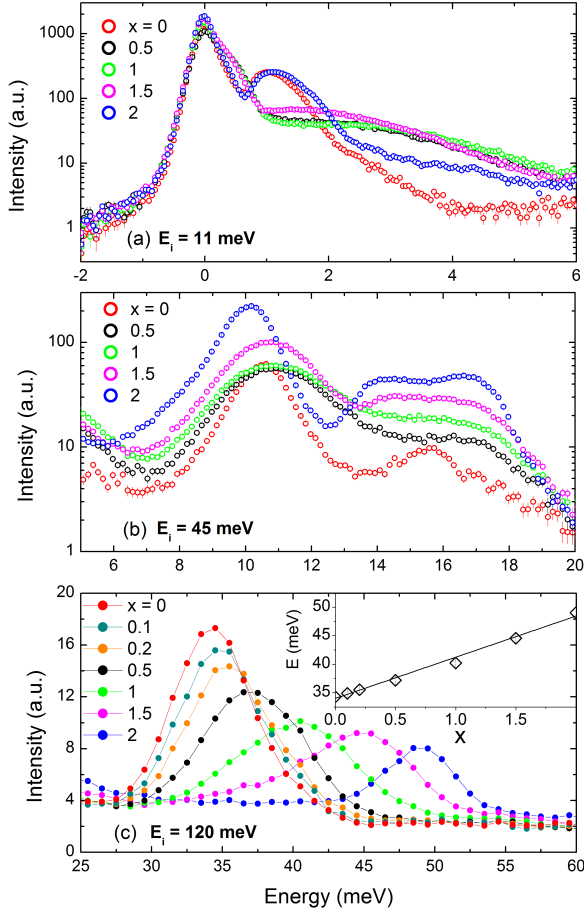 1000
100
10
1
Intensity (a.u.)
x = 0
0.5
1
1.5
2
(a) E_i = 11 meV
-2 0 2 4 6
100
10
1
Intensity (a.u.)
x = 0
0.5
1
1.5
2
(b) E_i = 45 meV
6 8 10 12 14 16 18 20
20
16
12
8
4
0
Intensity (a.u.)
x = 0
0.1
0.2
0.5
1
1.5
2
50
45
40
35
E (meV)
0.0 0.5 1.0 1.5
X
(c) E_i = 120 meV
25 30 35 40 45 50 55 60
Energy (meV)